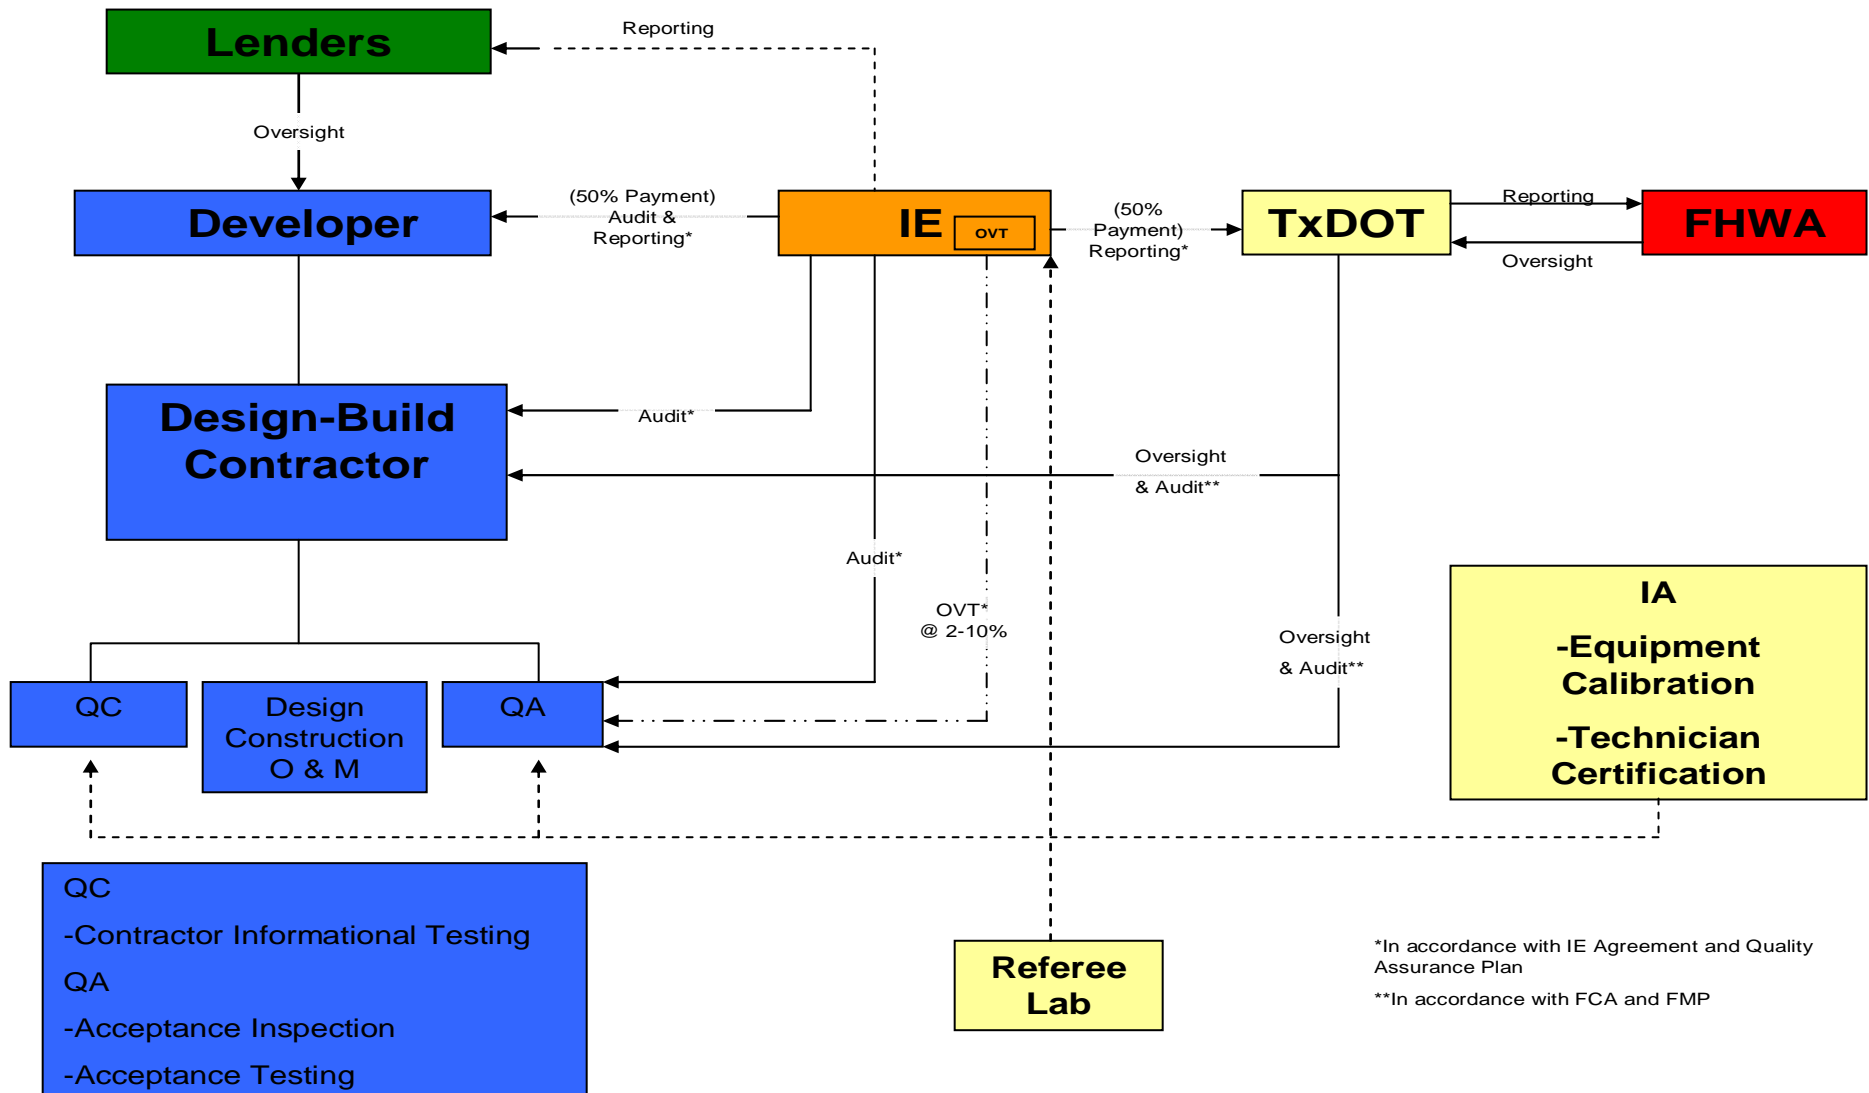 Lenders
Reporting
Oversight
Developer
(50% Payment)
Audit &
Reporting*
IE
OVT
(50%
Payment)
Reporting*
TxDOT
Reporting
Oversight
FHWA
Design-Build
Contractor
Audit*
Oversight
& Audit**
Audit*
OVT*
@ 2-10%
Oversight
& Audit**
IA
-Equipment
Calibration
-Technician
Certification
QC
Design
Construction
O & M
QA
QC
-Contractor Informational Testing
QA
-Acceptance Inspection
-Acceptance Testing
Referee
Lab
*In accordance with IE Agreement and Quality
Assurance Plan
**In accordance with FCA and FMP